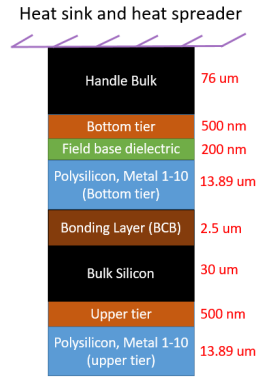 Heat sink and heat spreader
Handle Bulk 76 um
Bottom tier 500 nm
Field base dielectric 200 nm
Polysilicon, Metal 1-10
(Bottom tier) 13.89 um
Bonding Layer (BCB) 2.5 um
Bulk Silicon 30 um
Upper tier 500 nm
Polysilicon, Metal 1-10
(upper tier) 13.89 um